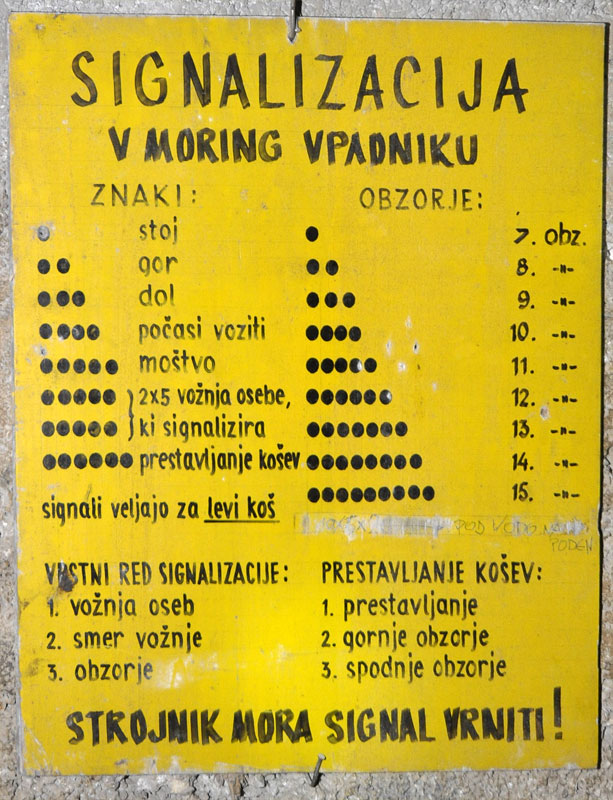 SIGNALIZACIJA
V MORING VPADNIKU
ZNAKI:
● stoj
●● gor
●●● dol
●●●● počasi voziti
●●●●● moštvo
●●●●● } 2x5 vožnja osebe,
●●●●● } ki signalizira
●●●●●● prestavljanje košev
signali veljajo za levi koš
OBZORJE:
● 7. obz.
●● 8. -"-
●●● 9. -"-
●●●● 10. -"-
●●●●● 11. -"-
●●●●●● 12. -"-
●●●●●●● 13. -"-
●●●●●●●● 14. -"-
●●●●●●●●● 15. -"-
POD VODO
PODEN
VRSTNI RED SIGNALIZACIJE:
1. vožnja oseb
2. smer vožnje
3. obzorje
PRESTAVLJANJE KOŠEV:
1. prestavljanje
2. gornje obzorje
3. spodnje obzorje
STROJNIK MORA SIGNAL VRNITI!